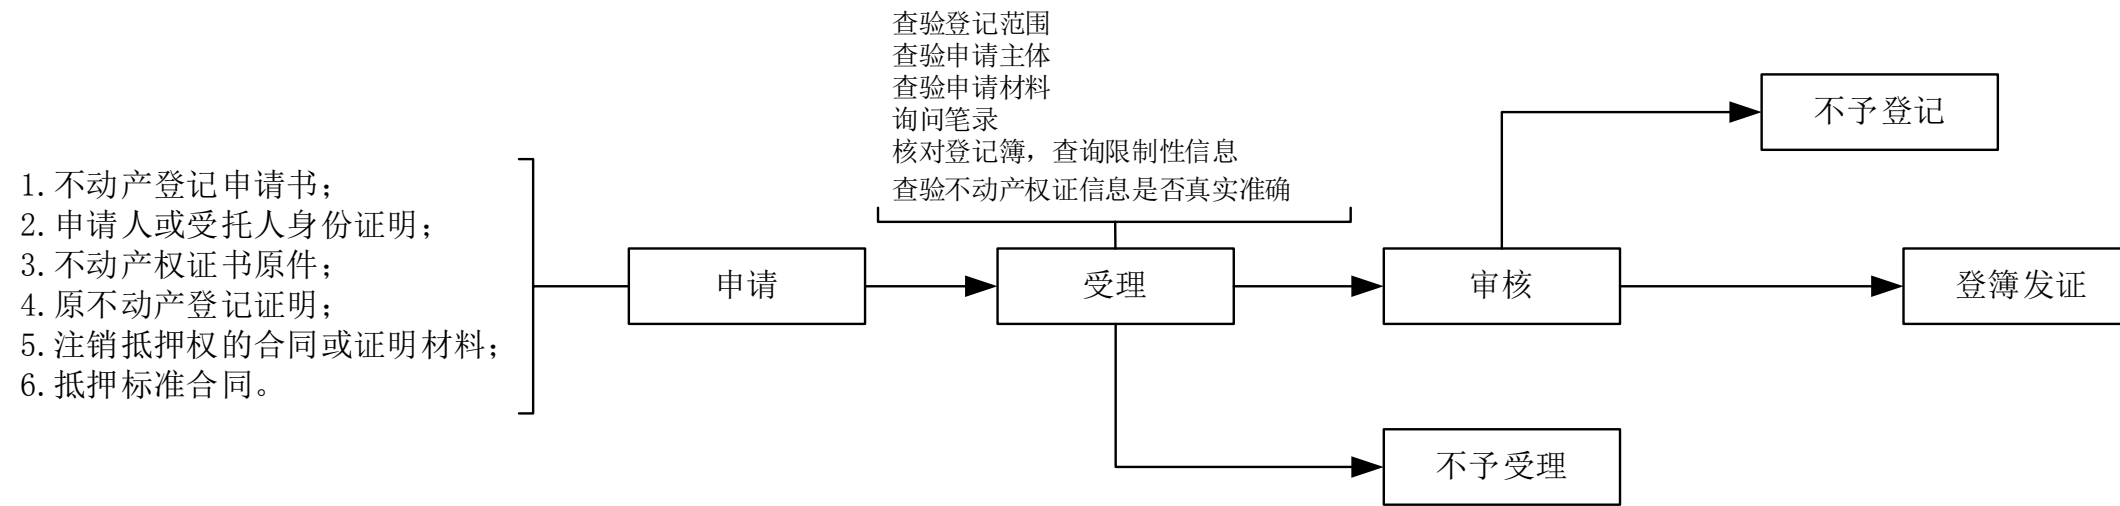 查验登记范围
查验申请主体
查验申请材料
询问笔录
核对登记簿，查询限制性信息
查验不动产权证信息是否真实准确
不予登记
1.不动产登记申请书；
2.申请人或受托人身份证明；
3.不动产权证书原件；
4.原不动产登记证明；
5.注销抵押权的合同或证明材料；
6.抵押标准合同。
申请
受理
审核
登簿发证
不予受理